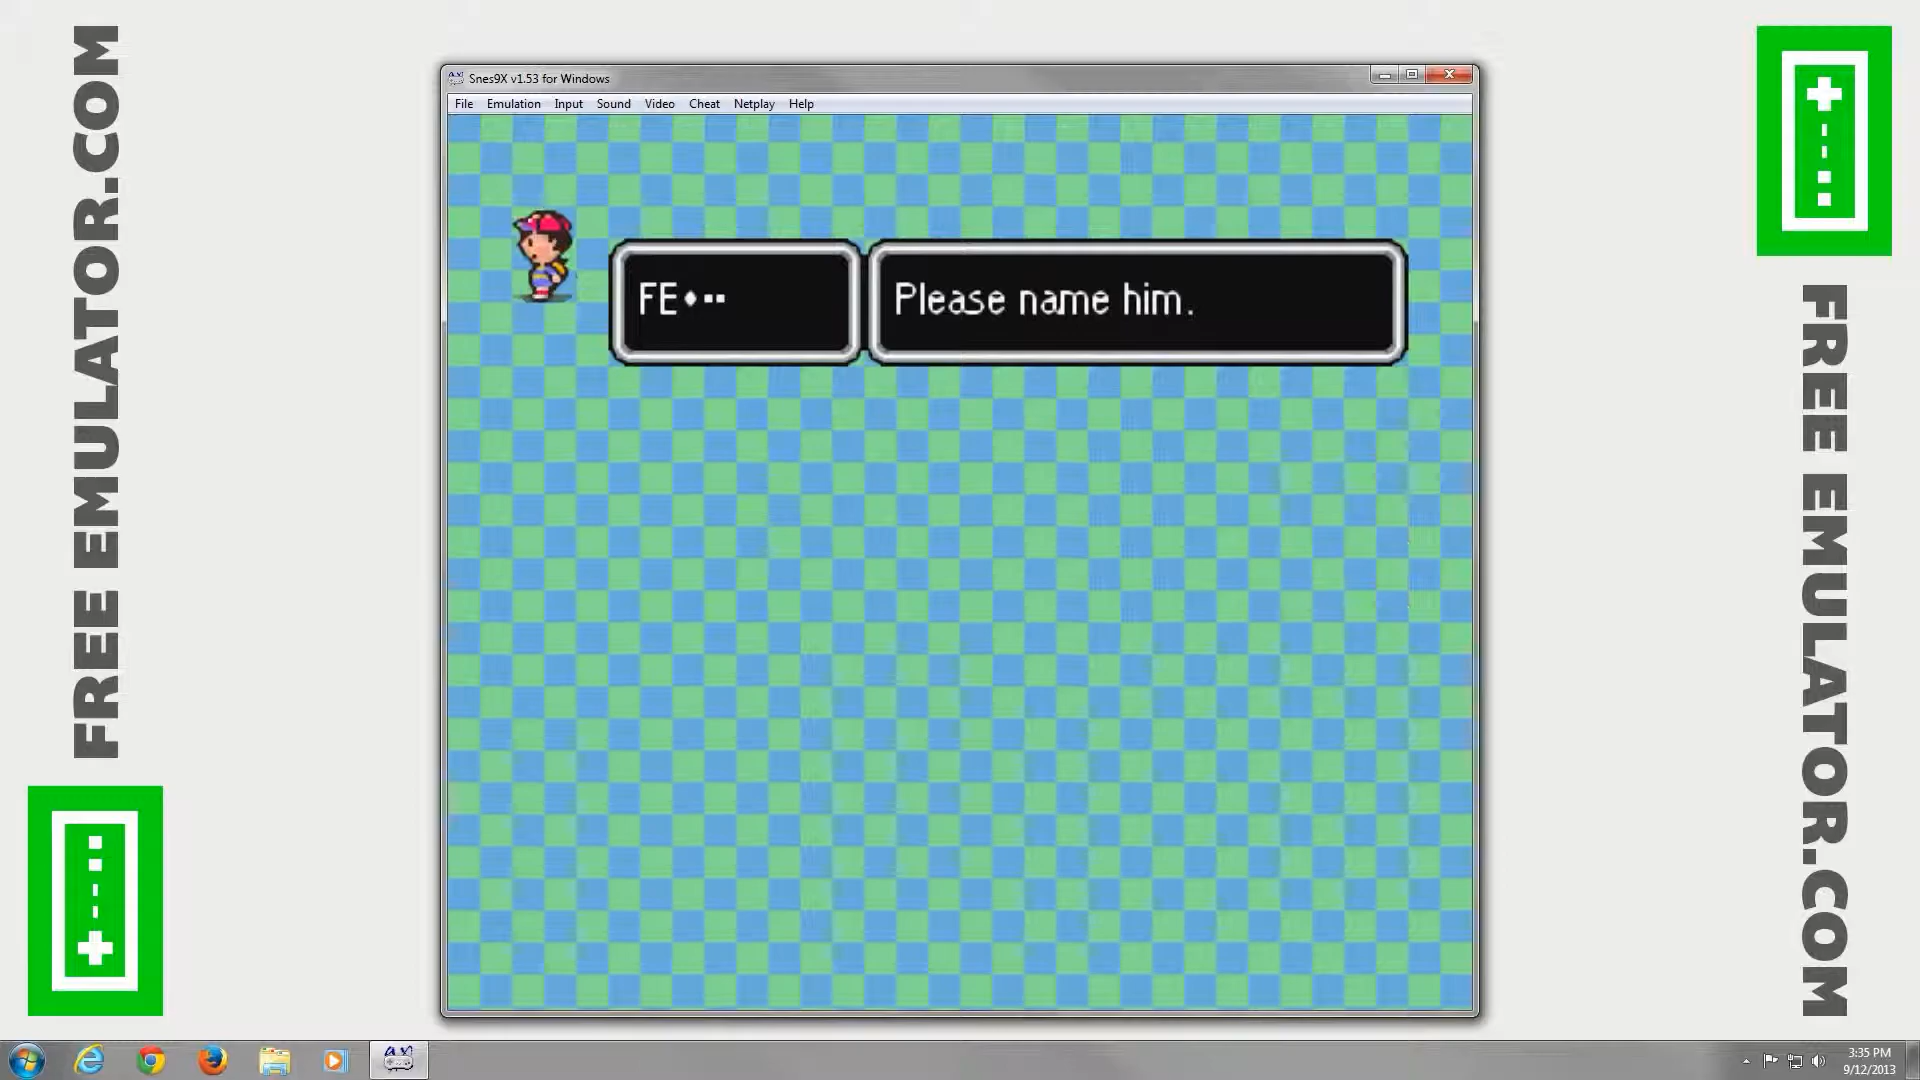 FREE EMULATOR.COM
Snes9X v1.53 for Windows
File Emulation Input Sound Video Cheat Netplay Help
FE
Please name him.
FREE EMULATOR.COM
3:35 PM
9/12/2013